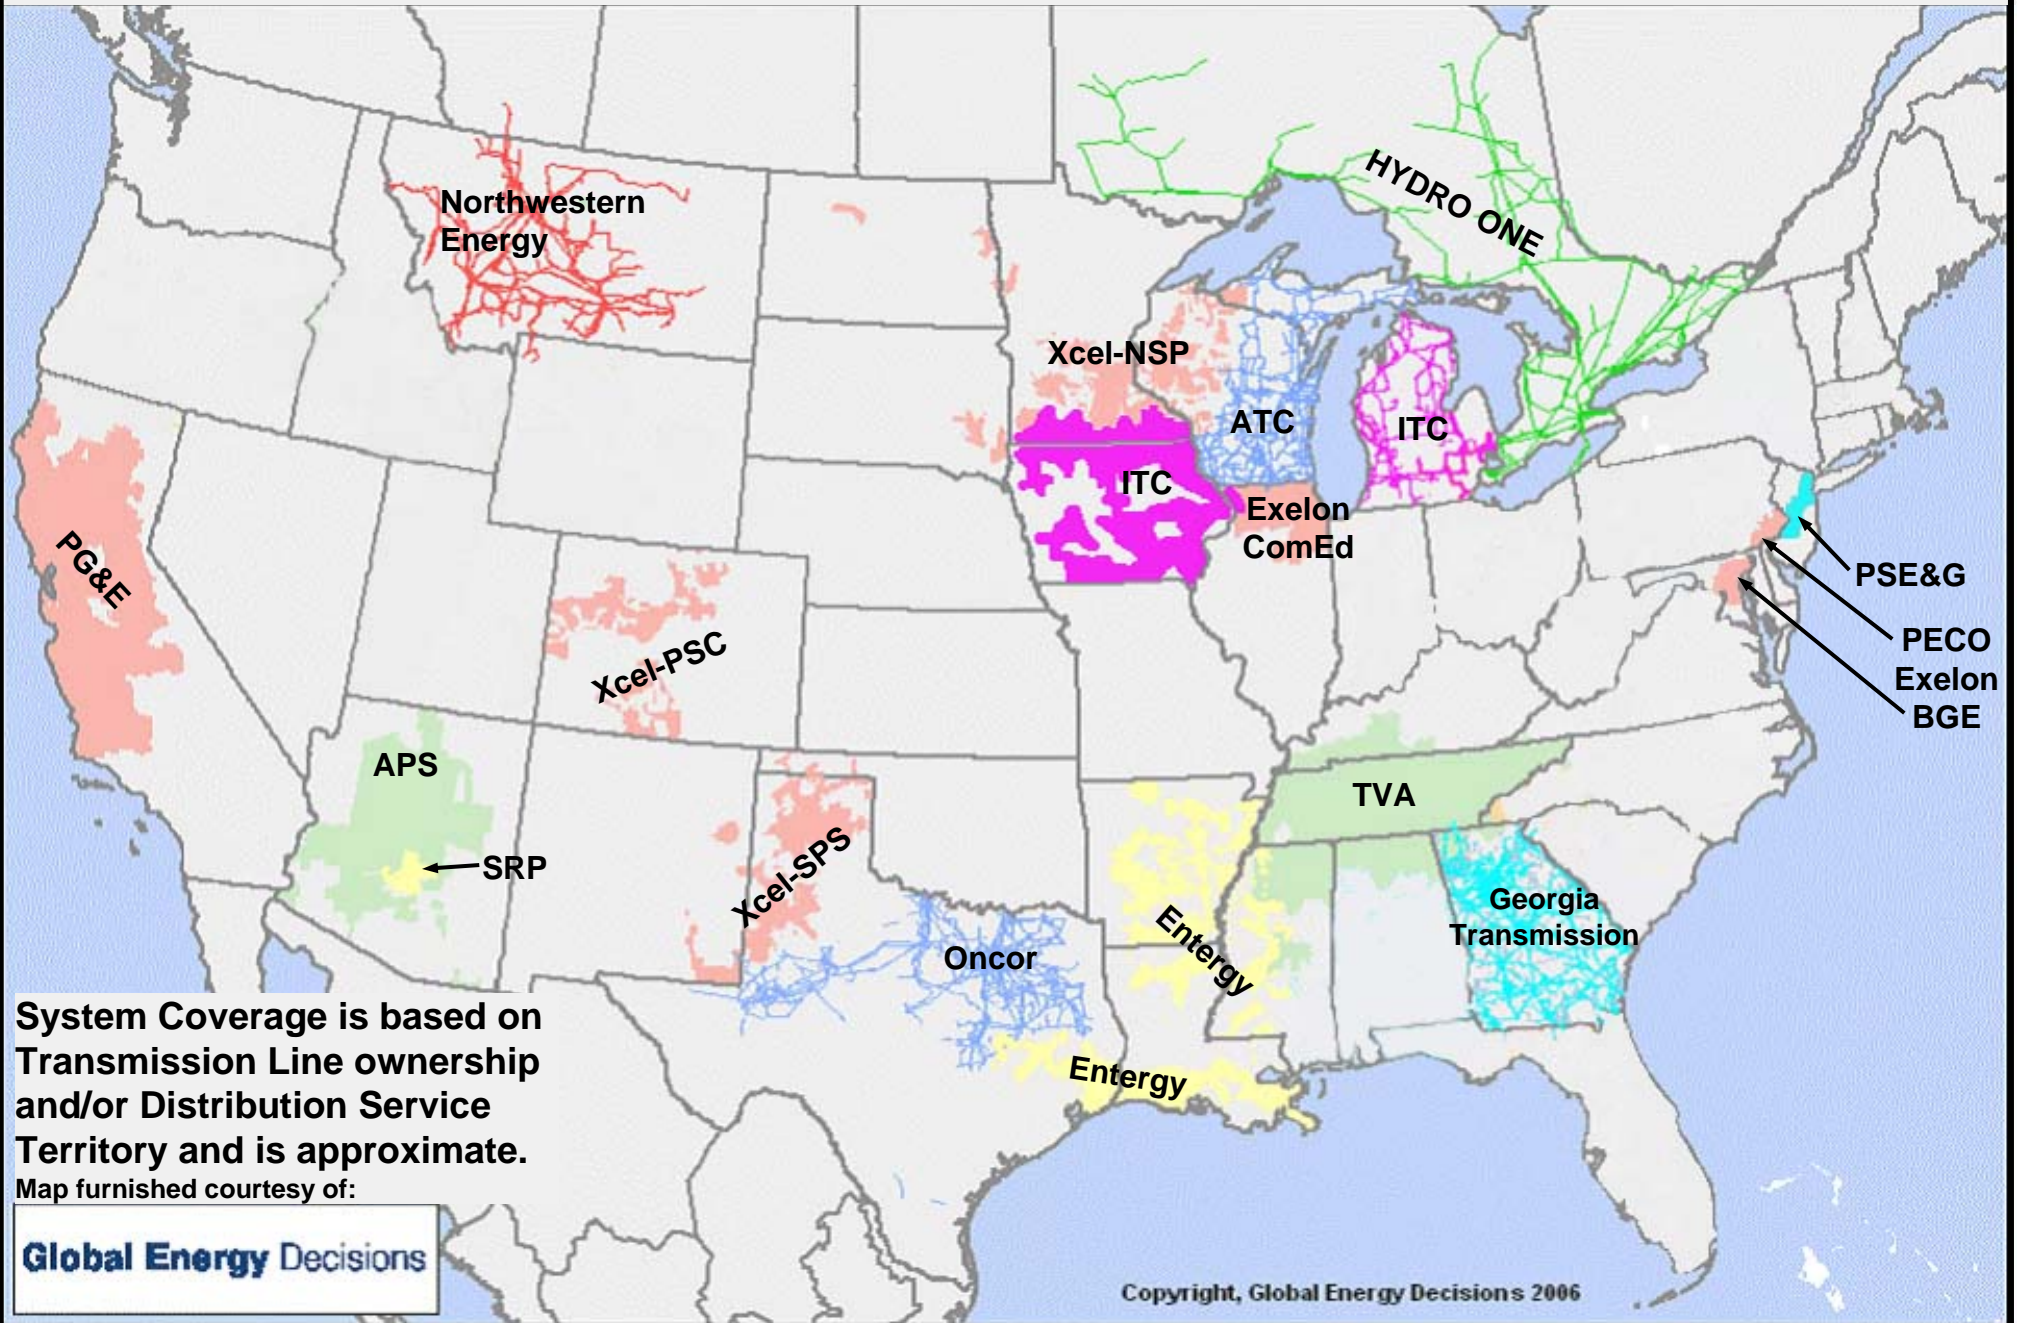 HYDRO ONE
Northwestern
Energy
Xcel-NSP
ATC
ITC
ITC
Exelon
ComEd
PG&E
PSE&G
PECO
Exelon
BGE
Xcel-PSC
APS
TVA
SRP
Xcel-SPS
Georgia
Transmission
Entergy
Oncor
Entergy
System Coverage is based on
Transmission Line ownership
and/or Distribution Service
Territory and is approximate.
Map furnished courtesy of:
Global Energy Decisions
Copyright, Global Energy Decisions 2006